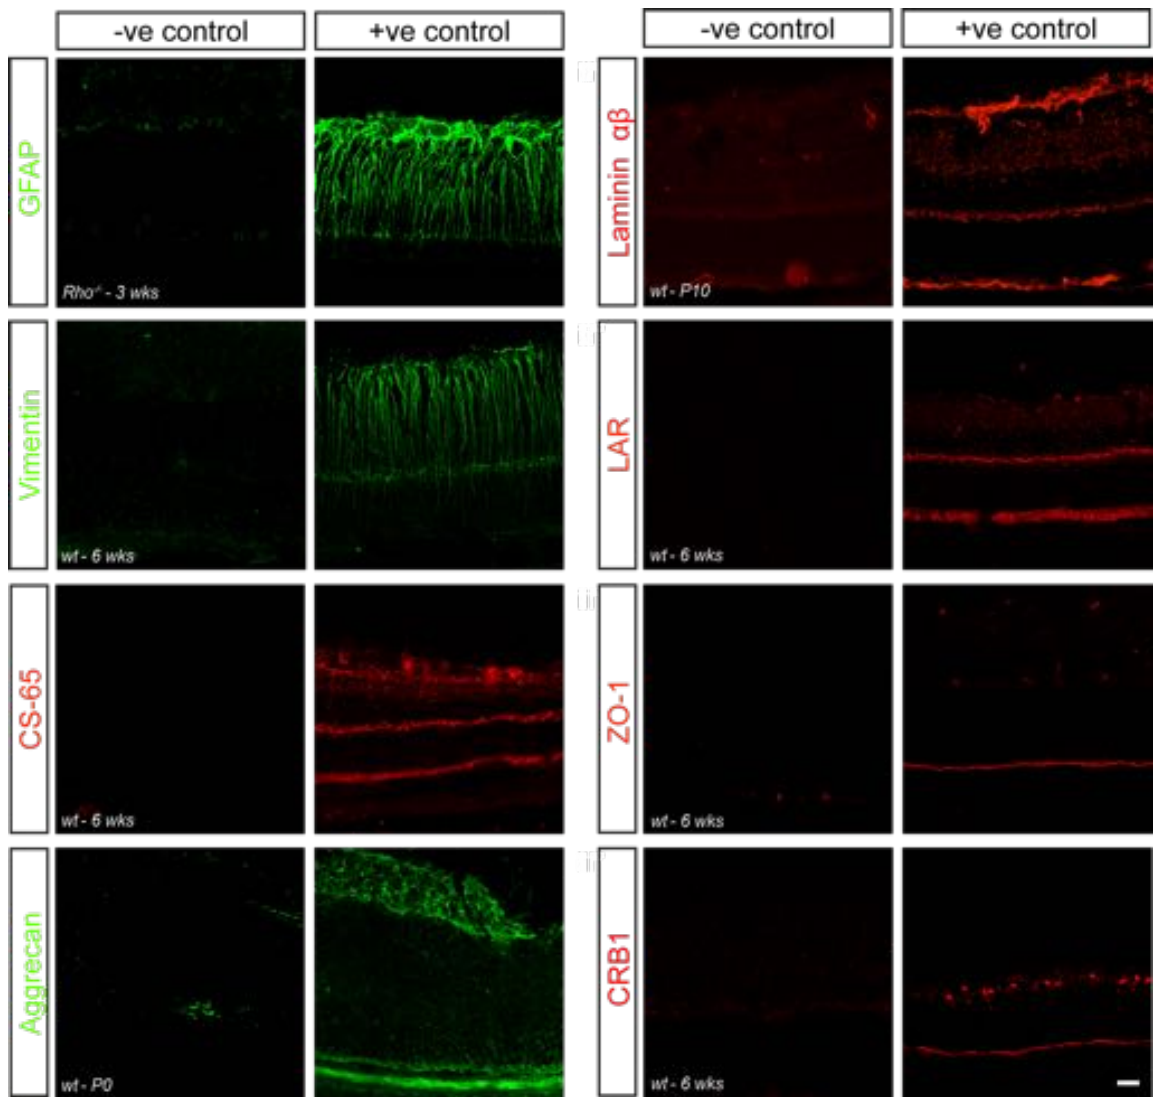 -ve control
+ve control
-ve control
+ve control
GFAP
Rho-/- - 3 wks
Laminin αβ
wt - P10
Vimentin
wt - 6 wks
LAR
wt - 6 wks
CS-65
wt - 6 wks
ZO-1
wt - 6 wks
Aggrecan
wt - P0
CRB1
wt - 6 wks